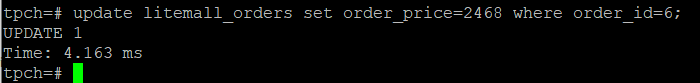 tpch=# update litemall_orders set order_price=2468 where order_id=6;
UPDATE 1
Time: 4.163 ms
tpch=#